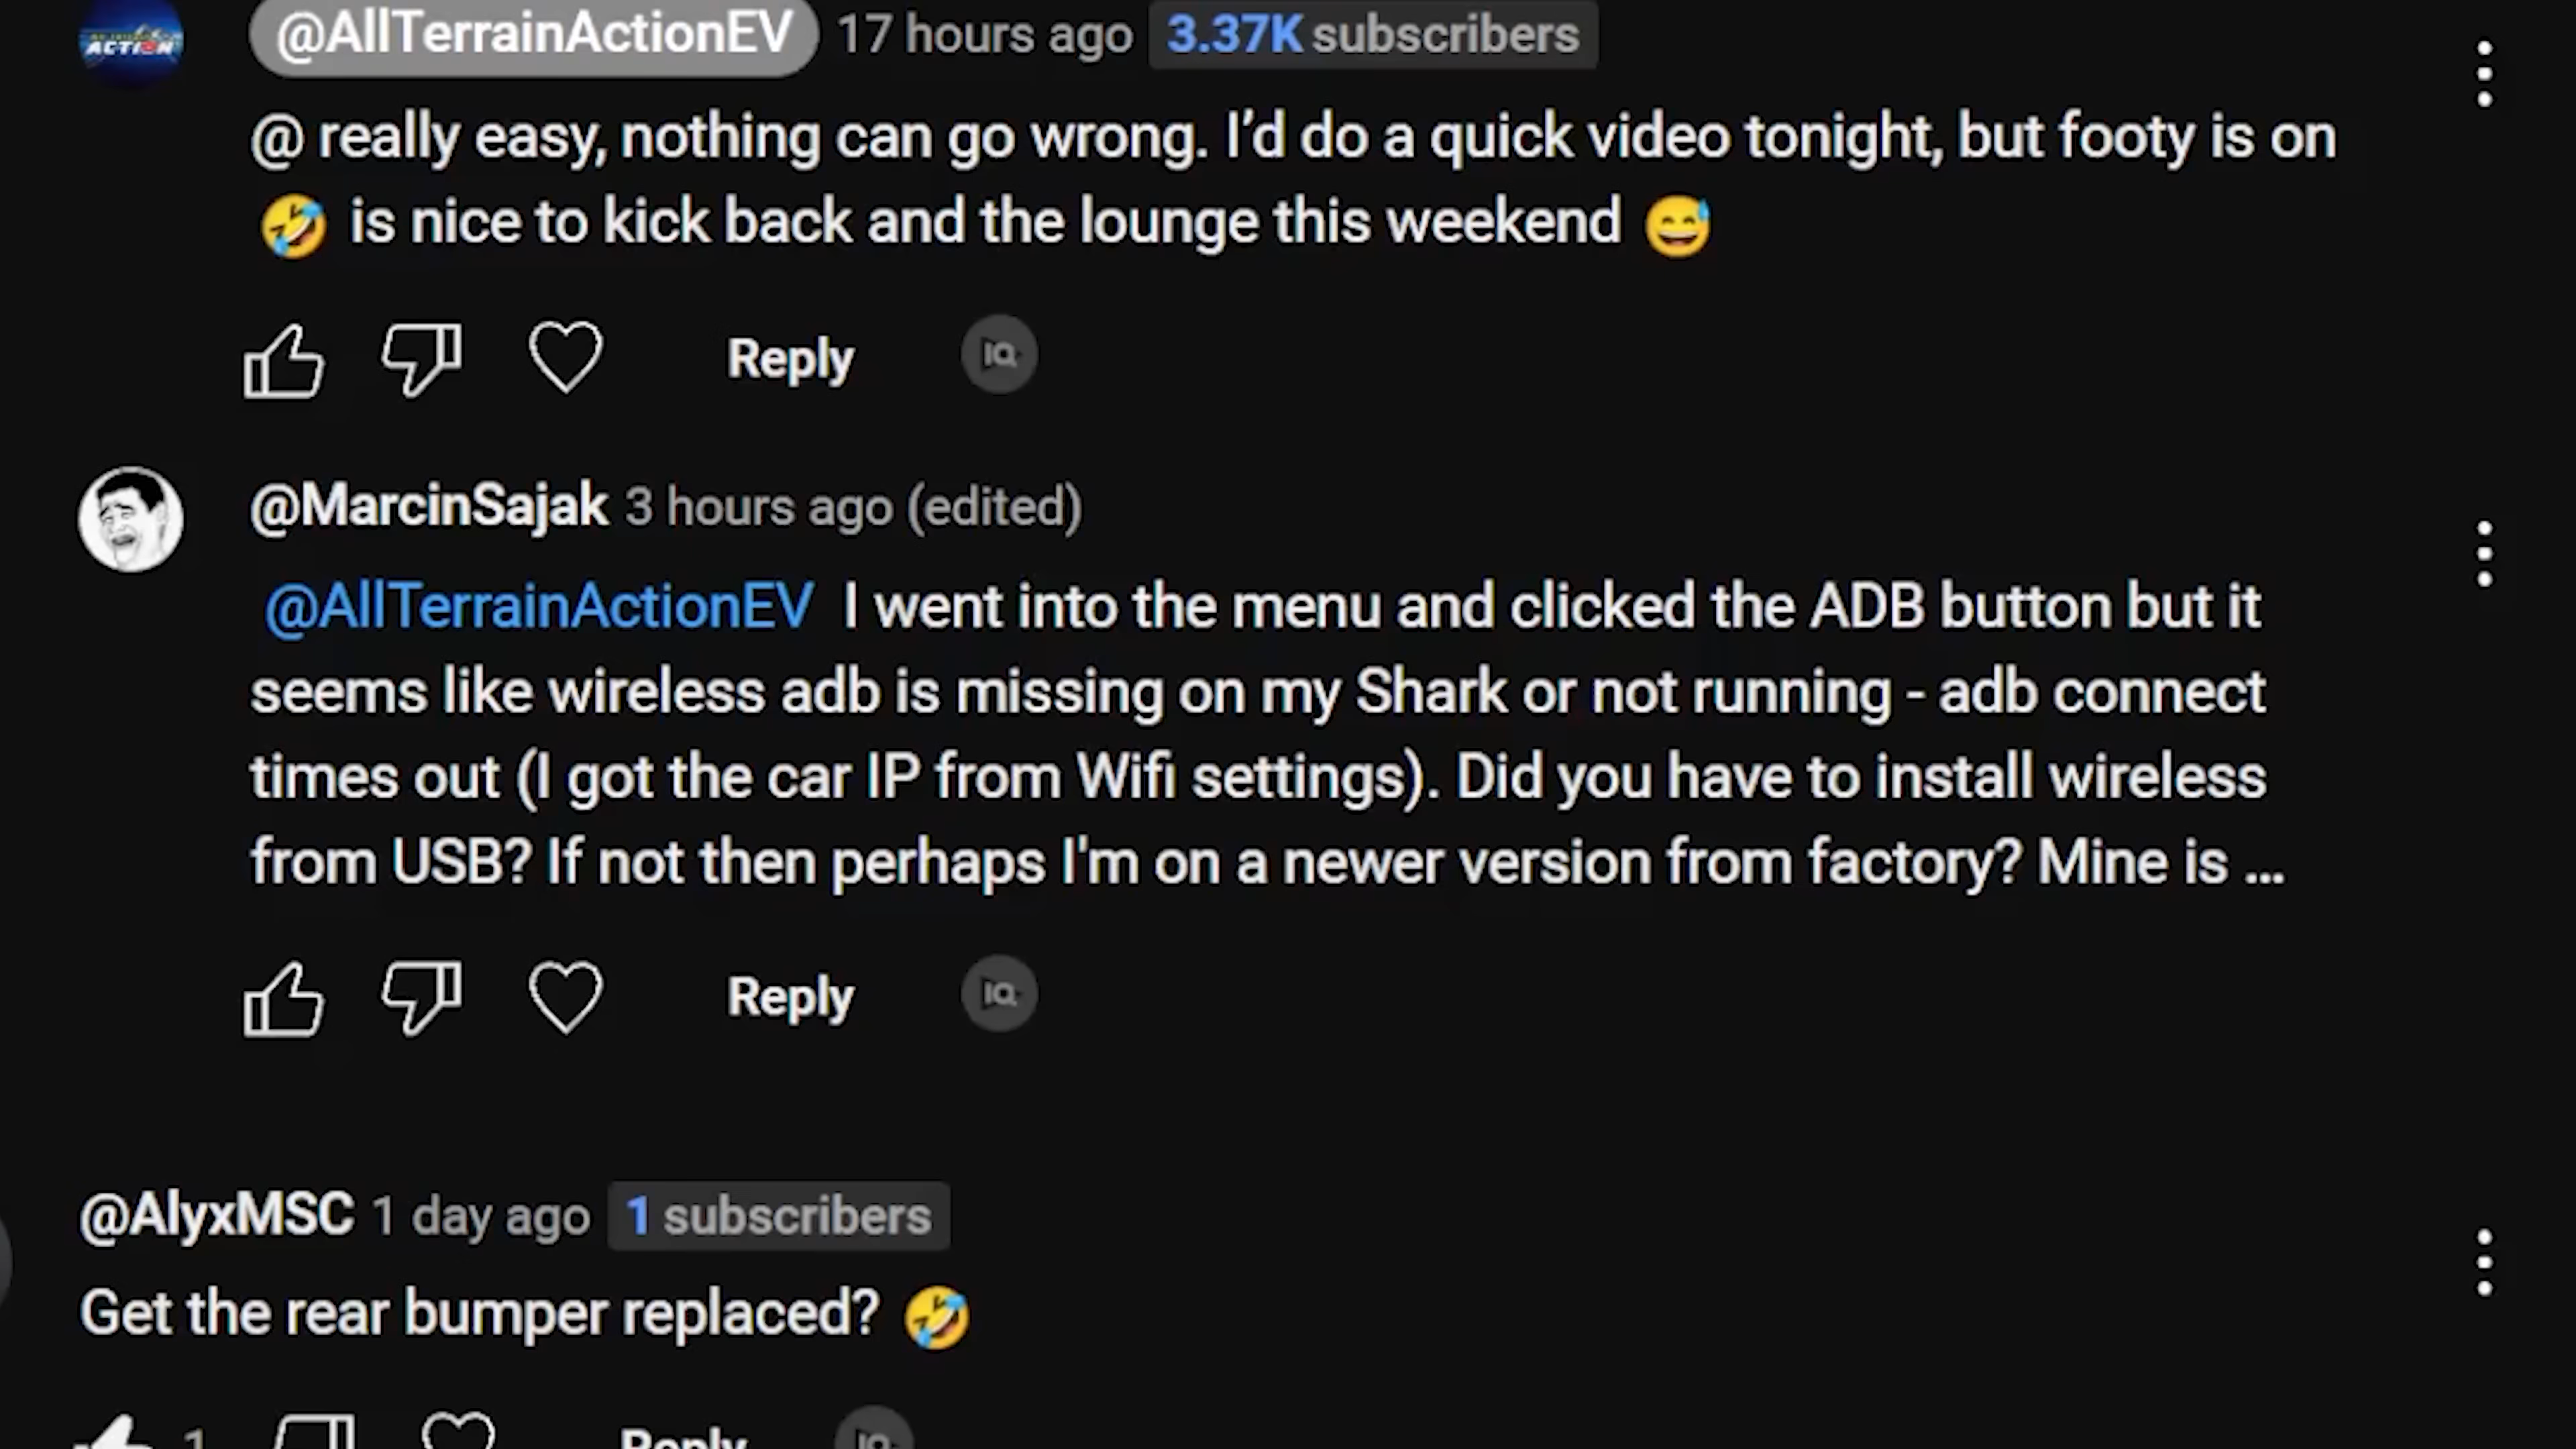 ACTION
@AllTerrainActionEV 17 hours ago 3.37K subscribers
@ really easy, nothing can go wrong. I’d do a quick video tonight, but footy is on
🤣 is nice to kick back and the lounge this weekend 😅
Reply IQ
@MarcinSajak 3 hours ago (edited)
@AllTerrainActionEV I went into the menu and clicked the ADB button but it
seems like wireless adb is missing on my Shark or not running - adb connect
times out (I got the car IP from Wifi settings). Did you have to install wireless
from USB? If not then perhaps I'm on a newer version from factory? Mine is ...
Reply IQ
@AlyxMSC 1 day ago 1 subscribers
Get the rear bumper replaced? 🤣
1 Reply IQ